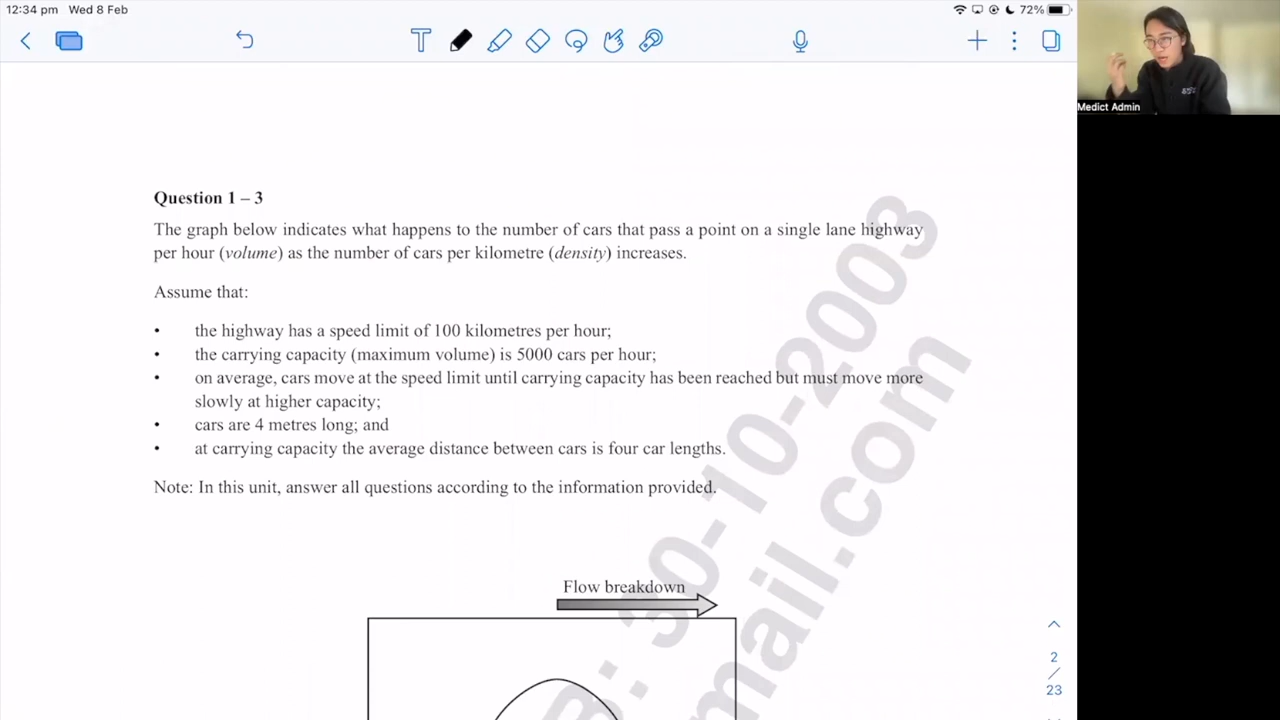 12:34 pm Wed 8 Feb
72%
T
Medict Admin
Question 1 – 3
The graph below indicates what happens to the number of cars that pass a point on a single lane highway
per hour (volume) as the number of cars per kilometre (density) increases.
Assume that:
• the highway has a speed limit of 100 kilometres per hour;
• the carrying capacity (maximum volume) is 5000 cars per hour;
• on average, cars move at the speed limit until carrying capacity has been reached but must move more
slowly at higher capacity;
• cars are 4 metres long; and
• at carrying capacity the average distance between cars is four car lengths.
Note: In this unit, answer all questions according to the information provided.
Flow breakdown
30-10-2003
mail.com
2
/
23